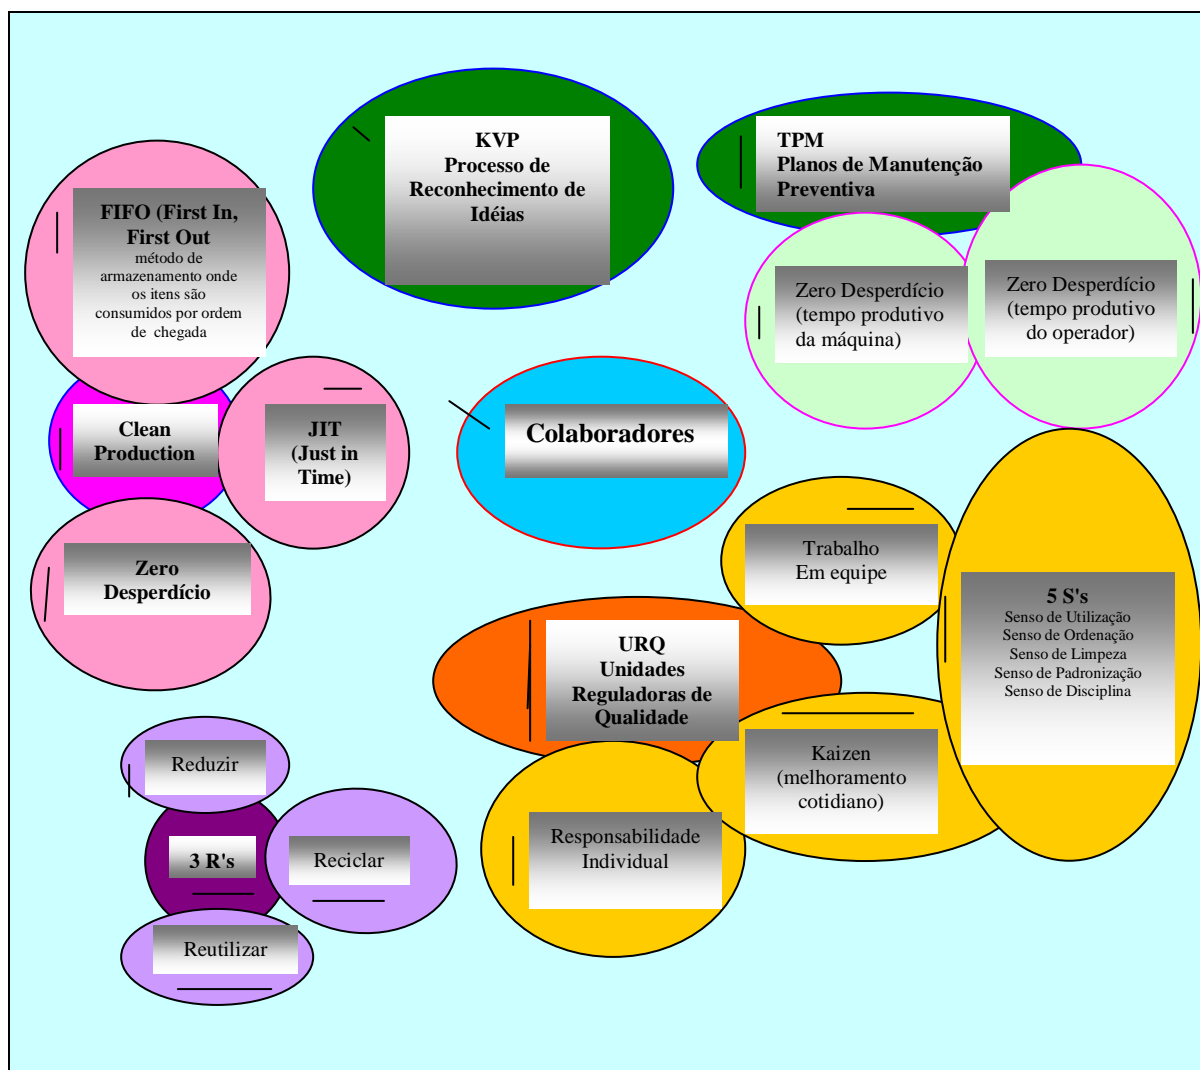 KVP
Processo de
Reconhecimento de
Idéias
TPM
Planos de Manutenção
Preventiva
FIFO (First In,
First Out
método de
armazenamento onde
os itens são
consumidos por ordem
de chegada
Zero Desperdício
(tempo produtivo
da máquina)
Zero Desperdício
(tempo produtivo
do operador)
Clean
Production
JIT
(Just in
Time)
Colaboradores
Zero
Desperdício
Trabalho
Em equipe
5 S's
Senso de Utilização
Senso de Ordenação
Senso de Limpeza
Senso de Padronização
Senso de Disciplina
URQ
Unidades
Reguladoras de
Qualidade
Kaizen
(melhoramento
cotidiano)
Responsabilidade
Individual
Reduzir
3 R's
Reciclar
Reutilizar